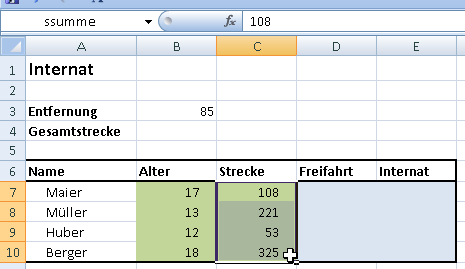 ssumme fx 108
A B C D E
1 Internat
2
3 Entfernung 85
4 Gesamtstrecke
5
6 Name Alter Strecke Freifahrt Internat
7 Maier 17 108
8 Müller 13 221
9 Huber 12 53
10 Berger 18 325